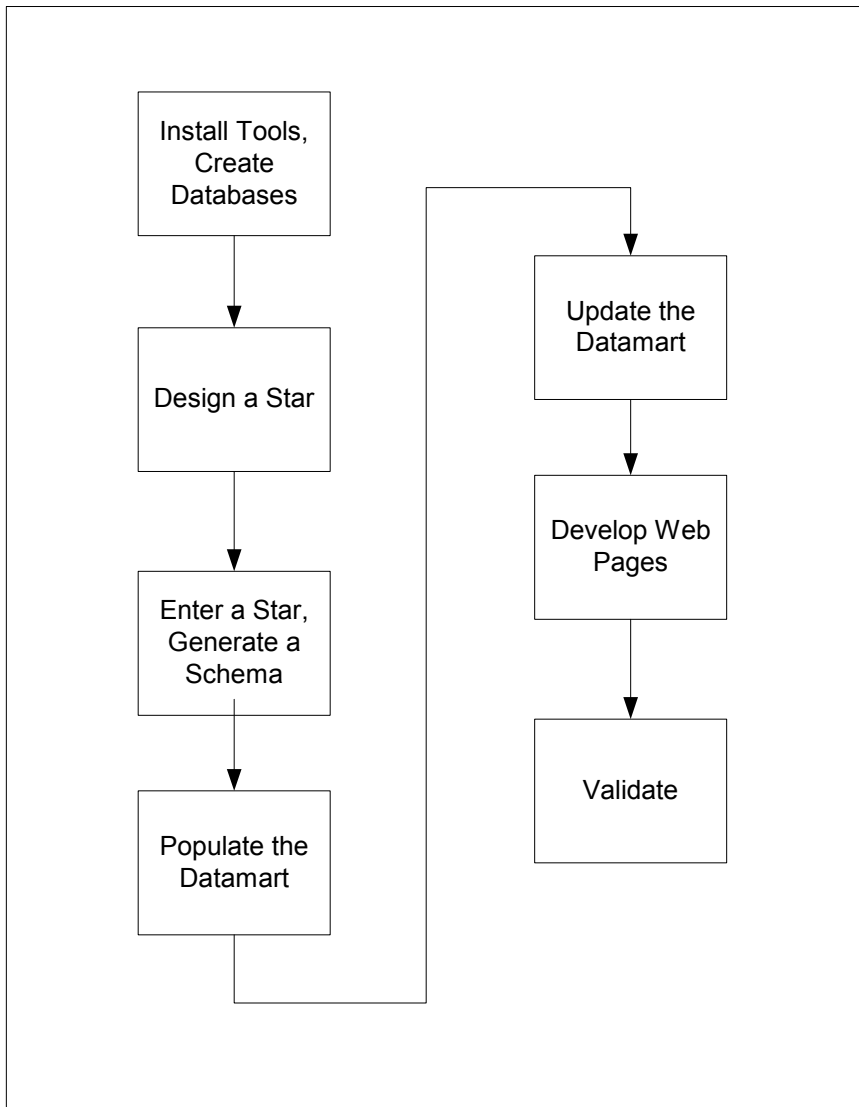 Install Tools,
Create
Databases
Design a Star
Enter a Star,
Generate a
Schema
Populate the
Datamart
Update the
Datamart
Develop Web
Pages
Validate